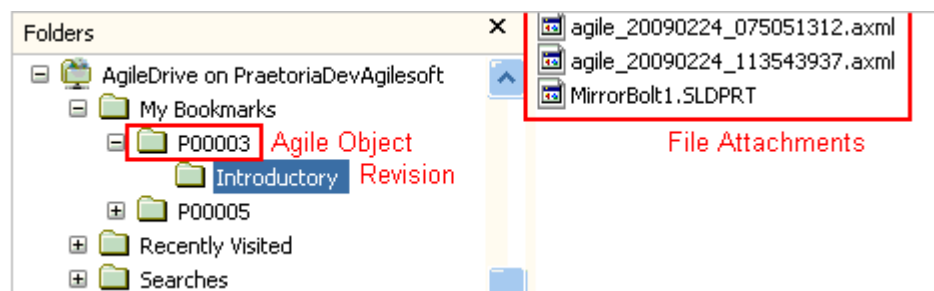 Folders
AgileDrive on PraetoriaDevAgilesoft
My Bookmarks
P00003 Agile Object
Introductory Revision
P00005
Recently Visited
Searches
agile_20090224_075051312.axml
agile_20090224_113543937.axml
MirrorBolt1.SLDPRT
File Attachments